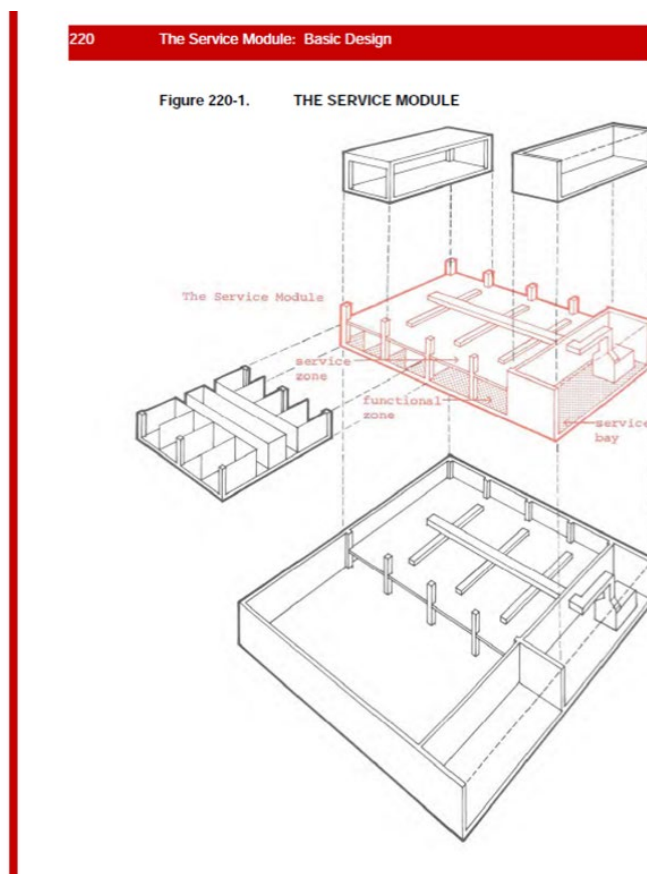 220 The Service Module: Basic Design
Figure 220-1. THE SERVICE MODULE
The Service Module
service
zone
functional
zone
service
bay